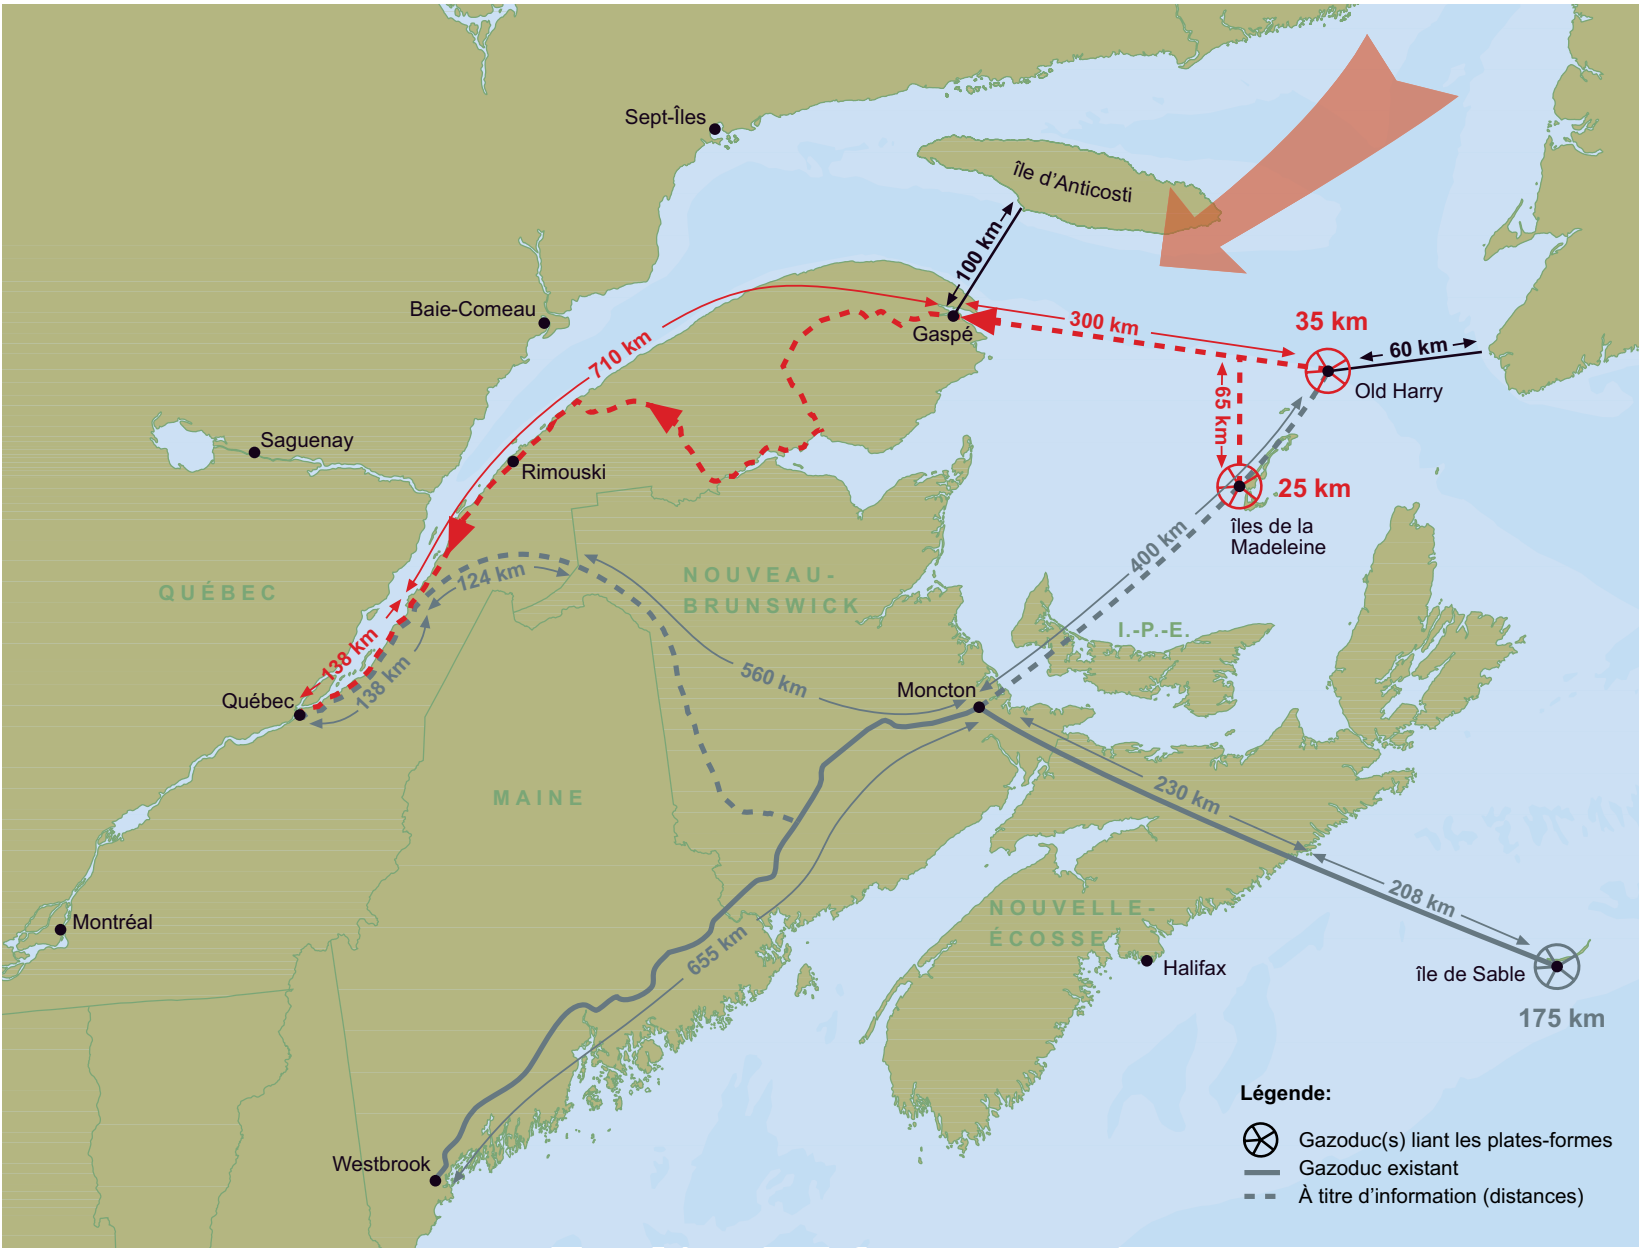 Sept-Îles
île d'Anticosti
100 km
Baie-Comeau
Gaspé
300 km
35 km
60 km
Old Harry
710 km
65 km
Saguenay
Rimouski
25 km
îles de la
Madeleine
400 km
QUÉBEC
124 km
NOUVEAU-
BRUNSWICK
I.-P.-E.
138 km
138 km
560 km
Moncton
Québec
230 km
MAINE
208 km
NOUVELLE-
ÉCOSSE
Montréal
655 km
Halifax
île de Sable
175 km
Westbrook
Légende:
Gazoduc(s) liant les plates-formes
Gazoduc existant
À titre d'information (distances)